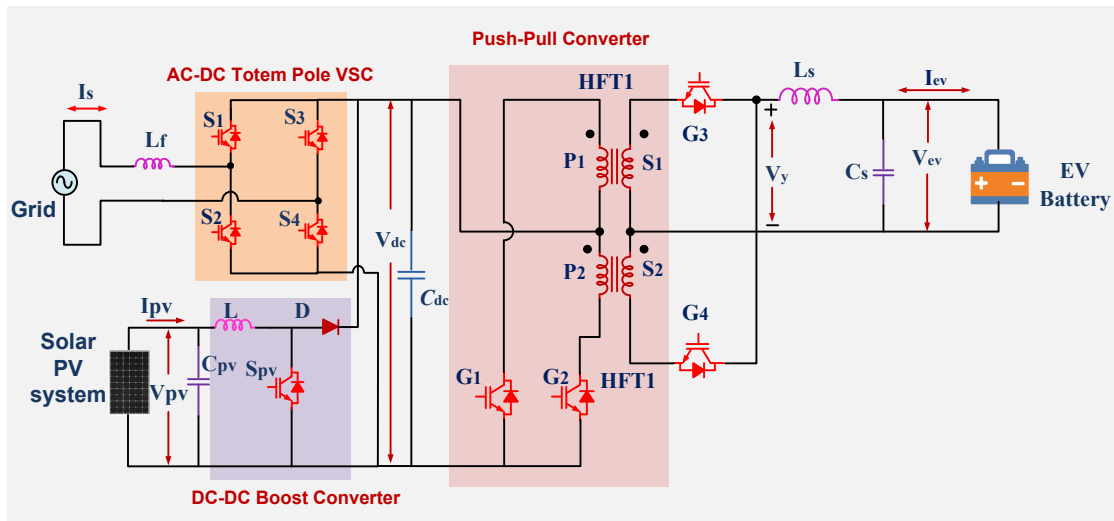 Push-Pull Converter
AC-DC Totem Pole VSC
HFT1
Is
Lf
S1
S3
S2
S4
Grid
Vdc
Cdc
P1
S1
P2
S2
G3
G4
Ls
Iev
+
Vy
−
Cs
Vev
+ −
EV
Battery
Ipv
L
D
Solar
PV
system
Vpv
Cpv
Spv
G1
G2
HFT1
DC-DC Boost Converter